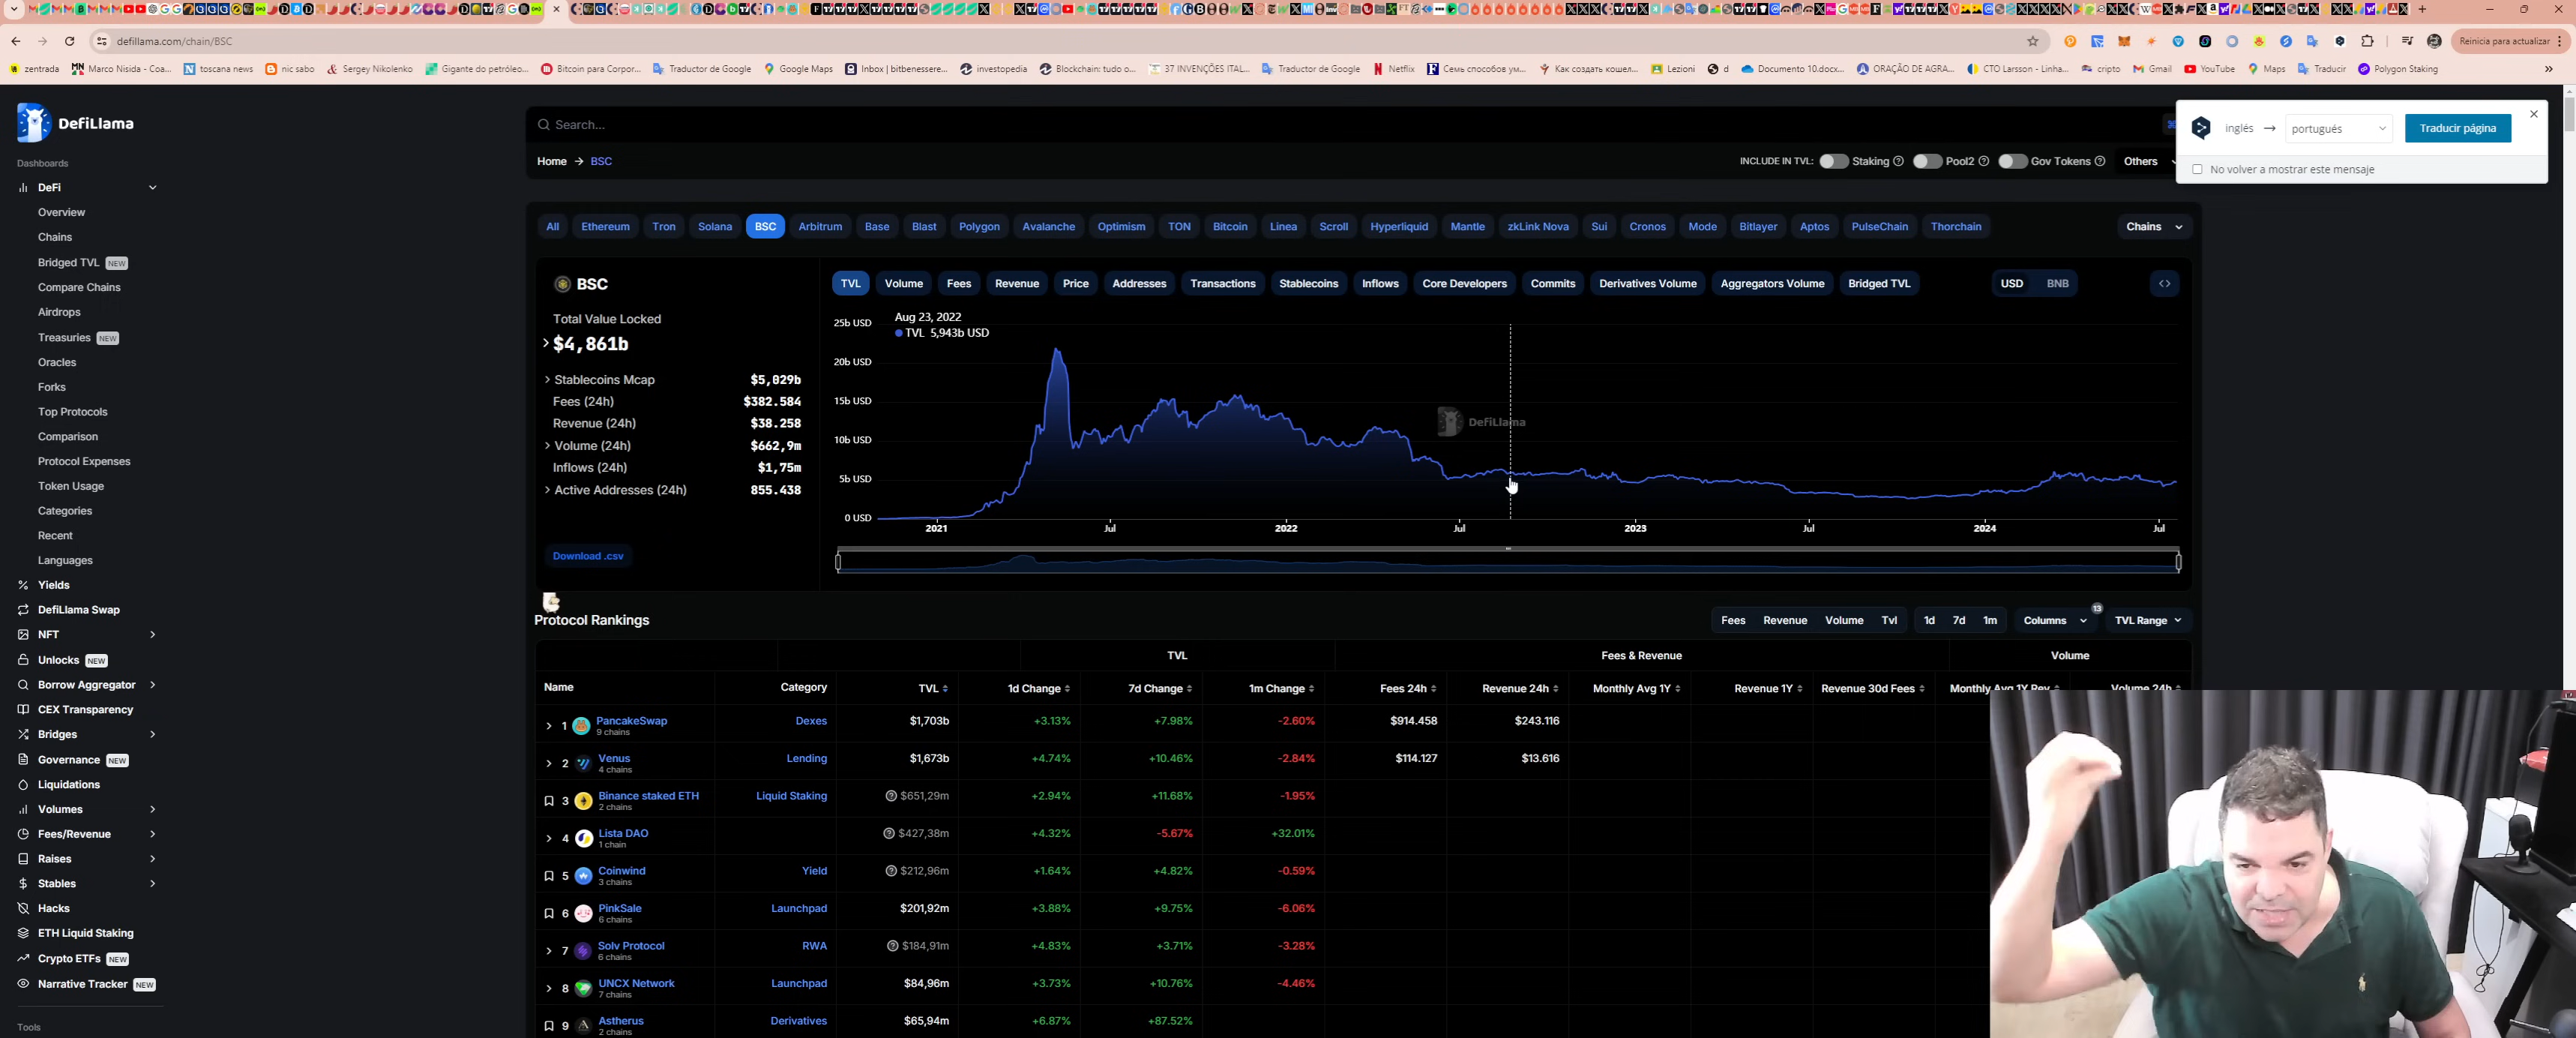 defillama.com/chain/BSC
Reinicia para actualizar
zentrada
Marco Nisida - Coa...
toscana news
nic sabo
Sergey Nikolenko
Gigante do petróleo...
Bitcoin para Corpor...
Traductor de Google
Google Maps
Inbox | bitbenessere...
investopedia
Blockchain: tudo o...
37 INVENÇÕES ITAL...
Traductor de Google
Netflix
Семь способов ум...
Как создать кошел...
Lezioni
d
Documento 10.docx...
ORAÇÃO DE AGRA...
CTO Larsson - Linha...
cripto
Gmail
YouTube
Maps
Traducir
Polygon Staking
DefiLlama
Search...
inglés → portugués
Traducir página
No volver a mostrar este mensaje
Home → BSC
INCLUDE IN TVL: Staking Pool2 Gov Tokens Others
Dashboards
DeFi
Overview
Chains
Bridged TVL NEW
Compare Chains
Airdrops
Treasuries NEW
Oracles
Forks
Top Protocols
Comparison
Protocol Expenses
Token Usage
Categories
Recent
Languages
Yields
DefiLlama Swap
NFT
Unlocks NEW
Borrow Aggregator
CEX Transparency
Bridges
Governance NEW
Liquidations
Volumes
Fees/Revenue
Raises
Stables
Hacks
ETH Liquid Staking
Crypto ETFs NEW
Narrative Tracker NEW
Tools
All Ethereum Tron Solana BSC Arbitrum Base Blast Polygon Avalanche Optimism TON Bitcoin Linea Scroll Hyperliquid Mantle zkLink Nova Sui Cronos Mode Bitlayer Aptos PulseChain Thorchain Chains
BSC
Total Value Locked
$4,861b
Stablecoins Mcap $5,029b
Fees (24h) $382.584
Revenue (24h) $38.258
Volume (24h) $662,9m
Inflows (24h) $1,75m
Active Addresses (24h) 855.438
Download .csv
TVL Volume Fees Revenue Price Addresses Transactions Stablecoins Inflows Core Developers Commits Derivatives Volume Aggregators Volume Bridged TVL USD BNB
Aug 23, 2022
TVL 5,943b USD
25b USD
20b USD
15b USD
10b USD
5b USD
0 USD
DefiLlama
2021 Jul 2022 Jul 2023 Jul 2024 Jul
Protocol Rankings
Fees Revenue Volume Tvl 1d 7d 1m Columns 13 TVL Range
TVL Fees & Revenue Volume
Name Category TVL 1d Change 7d Change 1m Change Fees 24h Revenue 24h Monthly Avg 1Y Revenue 1Y Revenue 30d Fees Monthly Avg 1Y Rev Volume 24h
1 PancakeSwap Dexes $1,703b +3.13% +7.98% -2.60% $914.458 $243.116
9 chains
2 Venus Lending $1,673b +4.74% +10.46% -2.84% $114.127 $13.616
4 chains
3 Binance staked ETH Liquid Staking $651,29m +2.94% +11.68% -1.95%
2 chains
4 Lista DAO $427,38m +4.32% -5.67% +32.01%
1 chain
5 Coinwind Yield $212,96m +1.64% +4.82% -0.59%
3 chains
6 PinkSale Launchpad $201,92m +3.88% +9.75% -6.06%
6 chains
7 Solv Protocol RWA $184,91m +4.83% +3.71% -3.28%
6 chains
8 UNCX Network Launchpad $84,96m +3.73% +10.76% -4.46%
7 chains
9 Astherus Derivatives $65,94m +6.87% +87.52%
2 chains